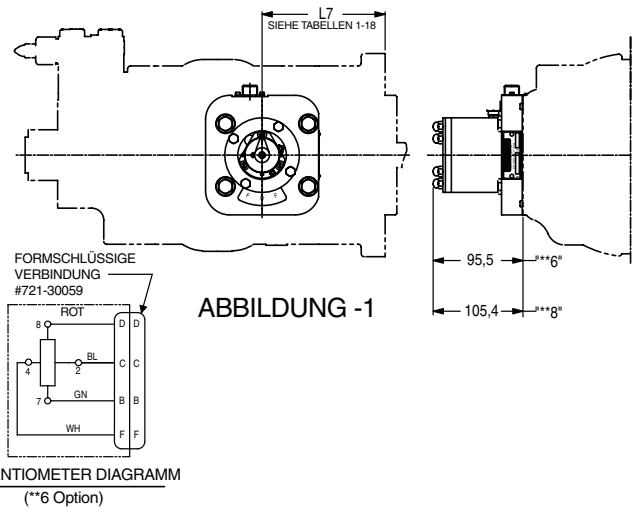 L7
SIEHE TABELLEN 1-18
F 0 F
95,5
"**6"
105,4
"**8"
FORMSCHLÜSSIGE
VERBINDUNG
#721-30059
ABBILDUNG -1
ROT
8
D D
BL
4
2
C C
GN
7
B B
WH
F F
NTIOMETER DIAGRAMM
(**6 Option)